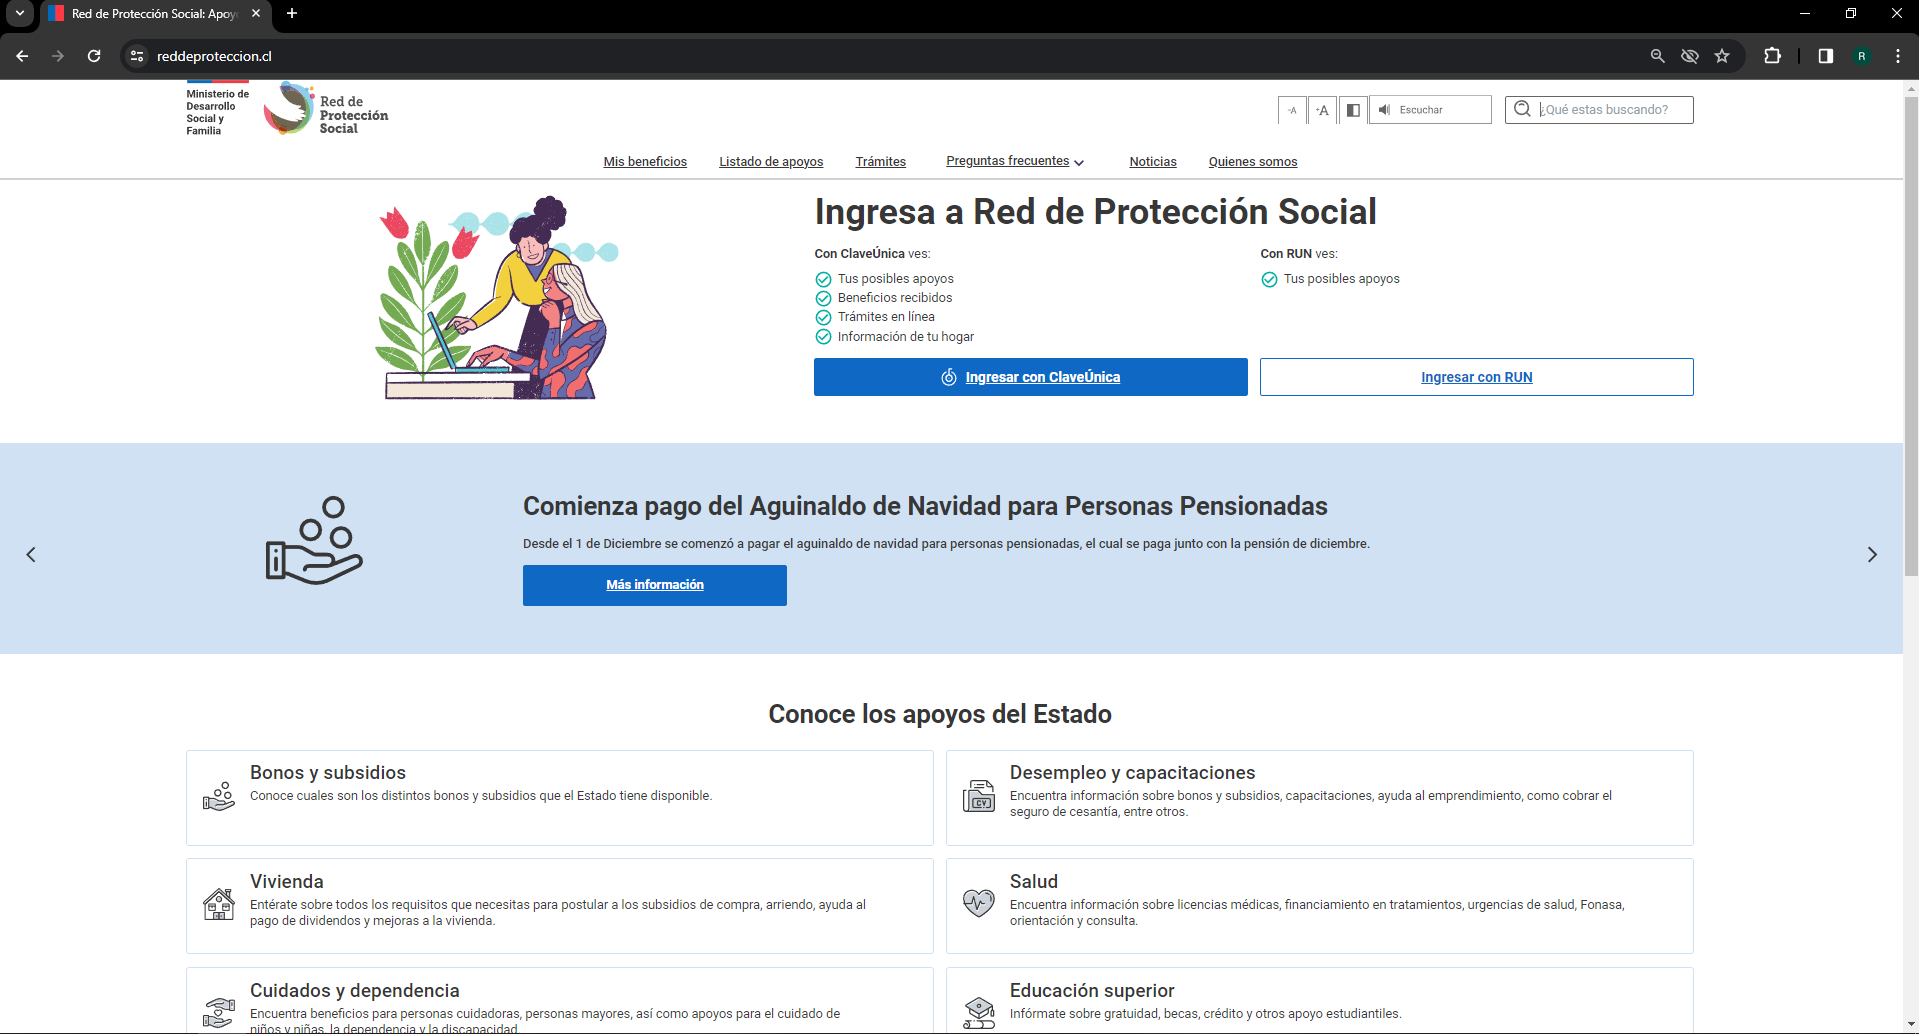 Red de Protección Social: Apoy
reddeproteccion.cl
R
Ministerio de
Desarrollo
Social y
Familia
Red de
Protección
Social
-A
+A
Escuchar
¿Qué estas buscando?
Mis beneficios
Listado de apoyos
Trámites
Preguntas frecuentes
Noticias
Quienes somos
Ingresa a Red de Protección Social
Con ClaveÚnica ves:
Tus posibles apoyos
Beneficios recibidos
Trámites en línea
Información de tu hogar
Ingresar con ClaveÚnica
Con RUN ves:
Tus posibles apoyos
Ingresar con RUN
Comienza pago del Aguinaldo de Navidad para Personas Pensionadas
Desde el 1 de Diciembre se comenzó a pagar el aguinaldo de navidad para personas pensionadas, el cual se paga junto con la pensión de diciembre.
Más información
Conoce los apoyos del Estado
Bonos y subsidios
Conoce cuales son los distintos bonos y subsidios que el Estado tiene disponible.
Desempleo y capacitaciones
Encuentra información sobre bonos y subsidios, capacitaciones, ayuda al emprendimiento, como cobrar el
seguro de cesantía, entre otros.
CV
Vivienda
Entérate sobre todos los requisitos que necesitas para postular a los subsidios de compra, arriendo, ayuda al
pago de dividendos y mejoras a la vivienda.
Salud
Encuentra información sobre licencias médicas, financiamiento en tratamientos, urgencias de salud, Fonasa,
orientación y consulta.
Cuidados y dependencia
Encuentra beneficios para personas cuidadoras, personas mayores, así como apoyos para el cuidado de
niños y niñas, la dependencia y la discapacidad.
Educación superior
Infórmate sobre gratuidad, becas, crédito y otros apoyo estudiantiles.